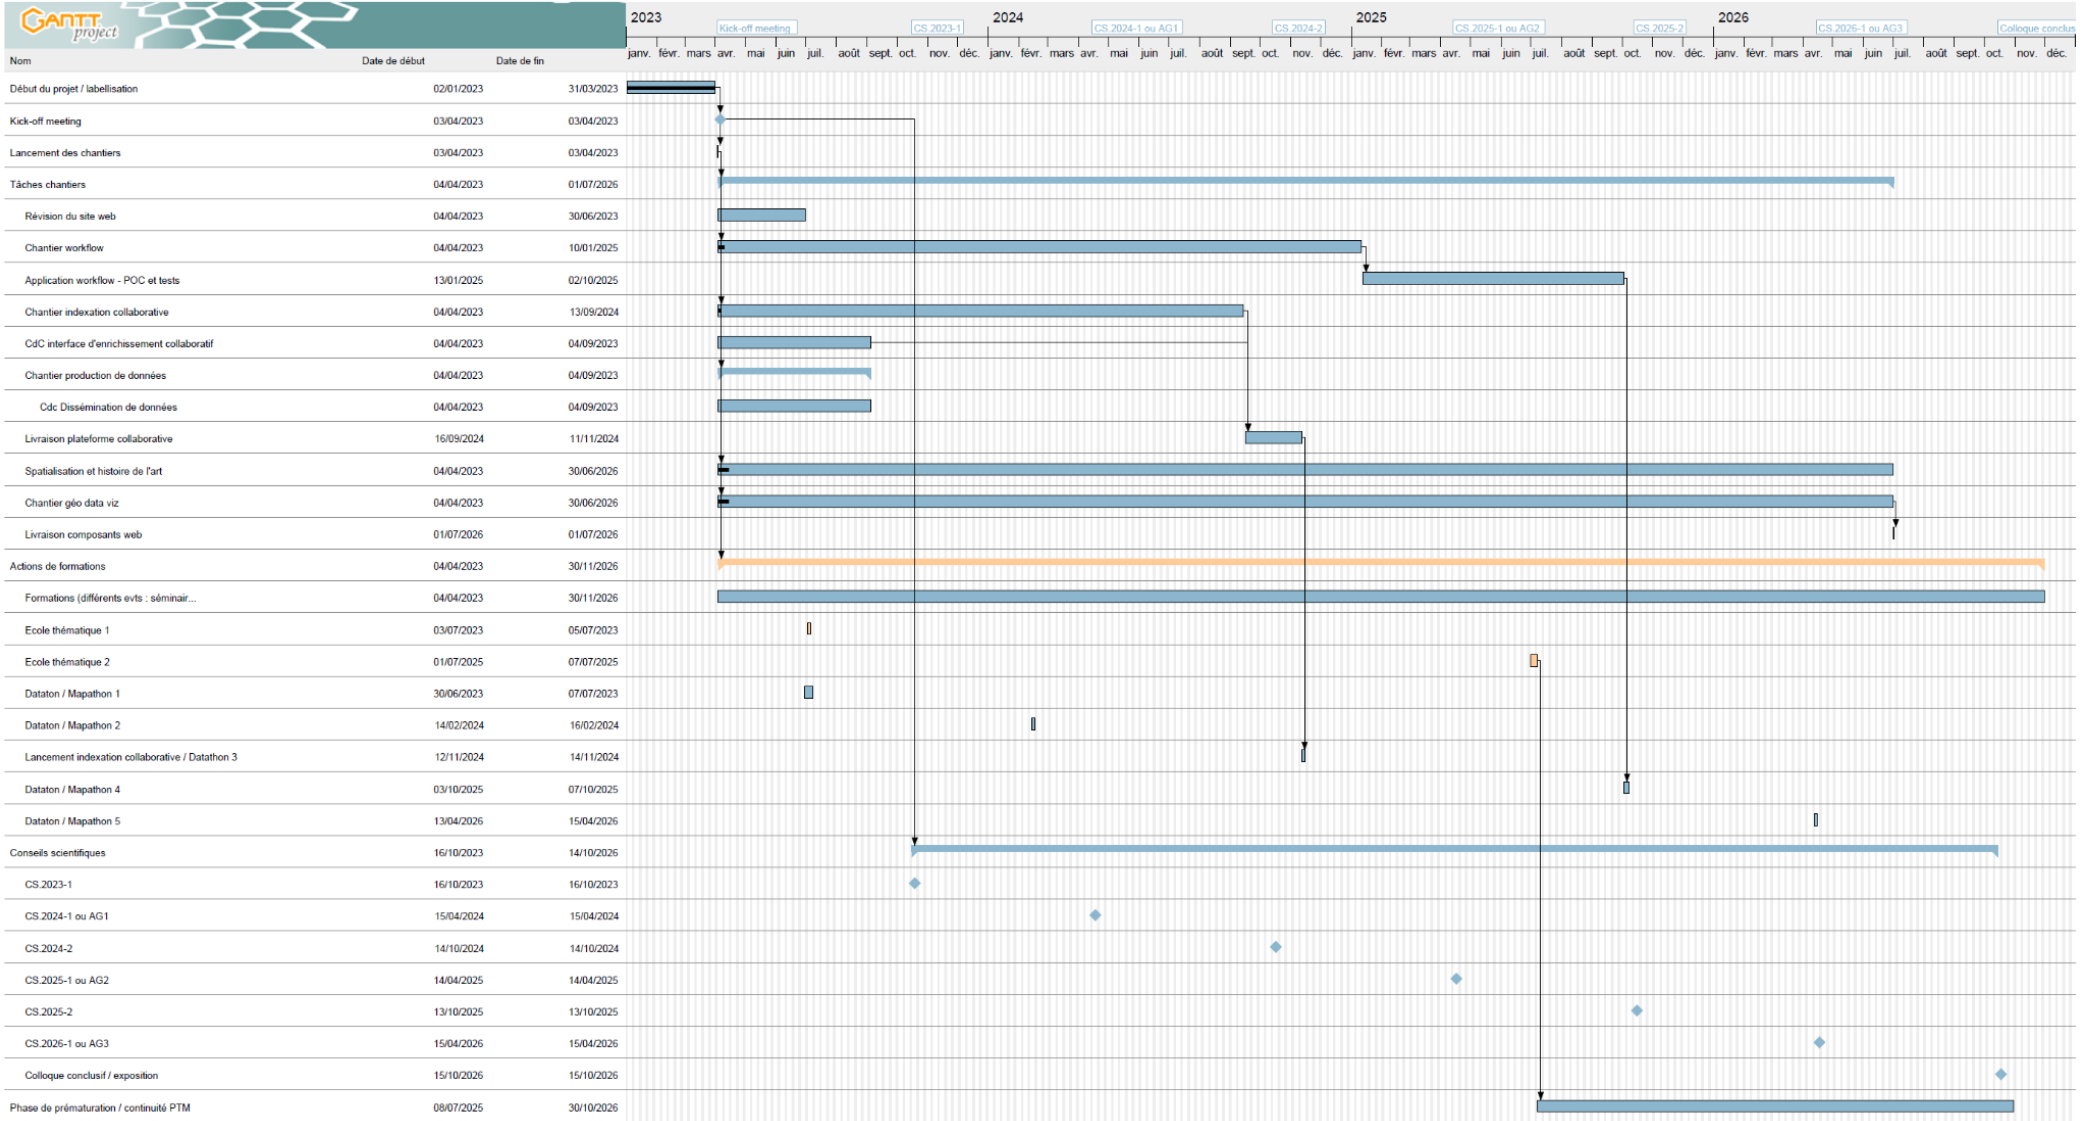 GANTT project
2023 2024 2025 2026
Kick-off meeting CS.2023-1 CS.2024-1 ou AG1 CS.2024-2 CS.2025-1 ou AG2 CS.2025-2 CS.2026-1 ou AG3 Colloque conclus
janv. févr. mars avr. mai juin juil. août sept. oct. nov. déc. janv. févr. mars avr. mai juin juil. août sept. oct. nov. déc. janv. févr. mars avr. mai juin juil. août sept. oct. nov. déc. janv. févr. mars avr. mai juin juil. août sept. oct. nov. déc.
Nom Date de début Date de fin
Début du projet / labellisation 02/01/2023 31/03/2023
Kick-off meeting 03/04/2023 03/04/2023
Lancement des chantiers 03/04/2023 03/04/2023
Tâches chantiers 04/04/2023 01/07/2026
Révision du site web 04/04/2023 30/06/2023
Chantier workflow 04/04/2023 10/01/2025
Application workflow - POC et tests 13/01/2025 02/10/2025
Chantier indexation collaborative 04/04/2023 13/09/2024
CdC interface d'enrichissement collaboratif 04/04/2023 04/09/2023
Chantier production de données 04/04/2023 04/09/2023
Cdc Dissémination de données 04/04/2023 04/09/2023
Livraison plateforme collaborative 16/09/2024 11/11/2024
Spatialisation et histoire de l'art 04/04/2023 30/06/2026
Chantier géo data viz 04/04/2023 30/06/2026
Livraison composants web 01/07/2026 01/07/2026
Actions de formations 04/04/2023 30/11/2026
Formations (différents evts : séminair... 04/04/2023 30/11/2026
Ecole thématique 1 03/07/2023 05/07/2023
Ecole thématique 2 01/07/2025 07/07/2025
Dataton / Mapathon 1 30/06/2023 07/07/2023
Dataton / Mapathon 2 14/02/2024 16/02/2024
Lancement indexation collaborative / Datathon 3 12/11/2024 14/11/2024
Dataton / Mapathon 4 03/10/2025 07/10/2025
Dataton / Mapathon 5 13/04/2026 15/04/2026
Conseils scientifiques 16/10/2023 14/10/2026
CS.2023-1 16/10/2023 16/10/2023
CS.2024-1 ou AG1 15/04/2024 15/04/2024
CS.2024-2 14/10/2024 14/10/2024
CS.2025-1 ou AG2 14/04/2025 14/04/2025
CS.2025-2 13/10/2025 13/10/2025
CS.2026-1 ou AG3 15/04/2026 15/04/2026
Colloque conclusif / exposition 15/10/2026 15/10/2026
Phase de prématuration / continuité PTM 08/07/2025 30/10/2026